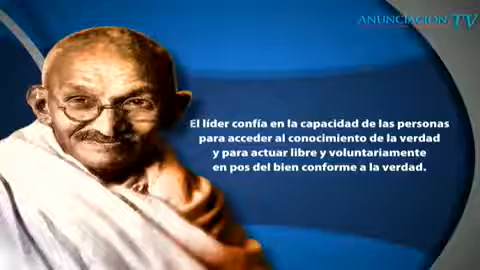 ANUNCIACIÓN TV
El líder confía en la capacidad de las personas
para acceder al conocimiento de la verdad
y para actuar libre y voluntariamente
en pos del bien conforme a la verdad.